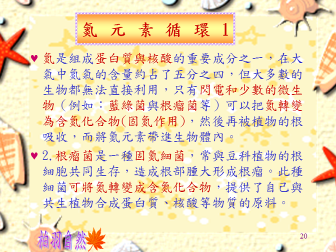 氮元素循環1
氮是組成蛋白質與核酸的重要成分之一，在大
氣中氮氣的含量約占了五分之四，但大多數的
生物都無法直接利用，只有閃電和少數的微生
物（例如：藍綠菌與根瘤菌等）可以把氮轉變
為含氮化合物(固氮作用)，然後再被植物的根
吸收，而將氮元素帶進生物體內。
2.根瘤菌是一種固氮細菌，常與豆科植物的根
細胞共同生存，造成根部腫大形成根瘤。此種
細菌可將氮轉變成含氮化合物，提供了自己與
共生植物合成蛋白質、核酸等物質的原料。
拍羽自然
20